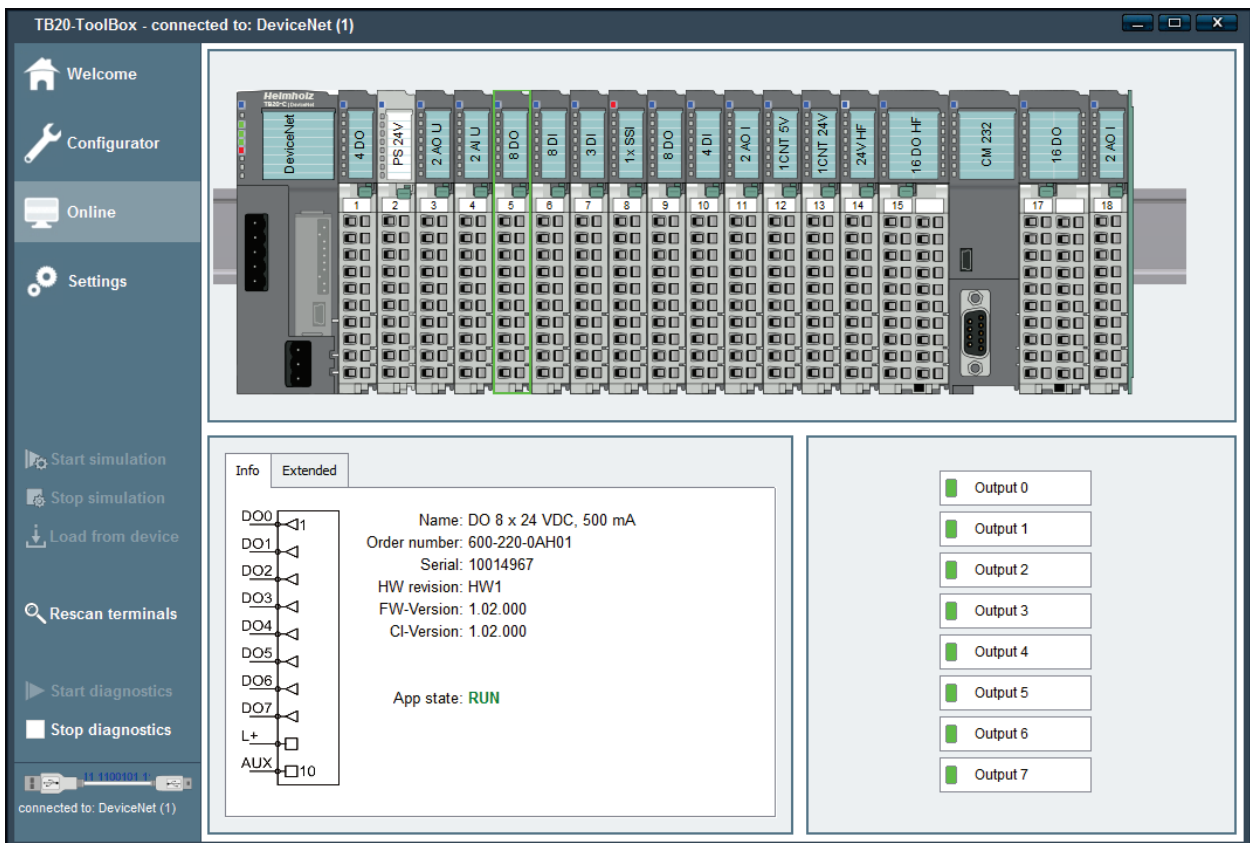 TB20-ToolBox - connected to: DeviceNet (1)
Welcome
Configurator
Online
Settings
Start simulation
Stop simulation
Load from device
Rescan terminals
Start diagnostics
Stop diagnostics
connected to: DeviceNet (1)
Helmholz
TB20-C | DeviceNet
DeviceNet
4 DO
PS 24V
2 AO U
2 AI U
8 DO
8 DI
3 DI
1x SSI
8 DO
4 DI
2 AO I
1CNT 5V
1CNT 24V
24V HF
16 DO HF
CM 232
16 DO
2 AO I
1 2 3 4 5 6 7 8 9 10 11 12 13 14 15 17 18
Info Extended
DO0 1
DO1
DO2
DO3
DO4
DO5
DO6
DO7
L+
AUX 10
Name: DO 8 x 24 VDC, 500 mA
Order number: 600-220-0AH01
Serial: 10014967
HW revision: HW1
FW-Version: 1.02.000
CI-Version: 1.02.000
App state: RUN
Output 0
Output 1
Output 2
Output 3
Output 4
Output 5
Output 6
Output 7